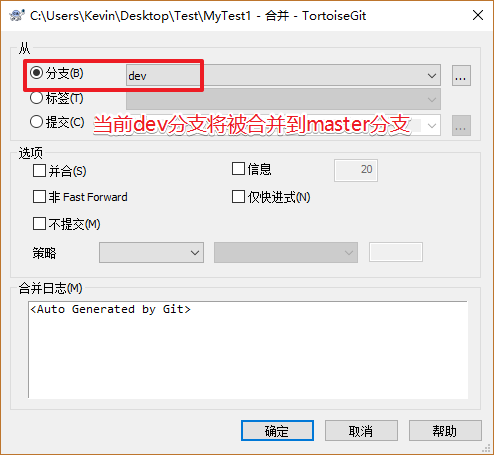 C:\Users\Kevin\Desktop\Test\MyTest1 - 合并 - TortoiseGit
从
分支(B) dev ...
标签(T)
提交(C) ...
当前dev分支将被合并到master分支
选项
并合(S) 信息 20
非 Fast Forward 仅快进式(N)
不提交(M)
策略
合并日志(M)
<Auto Generated by Git>
确定 取消 帮助